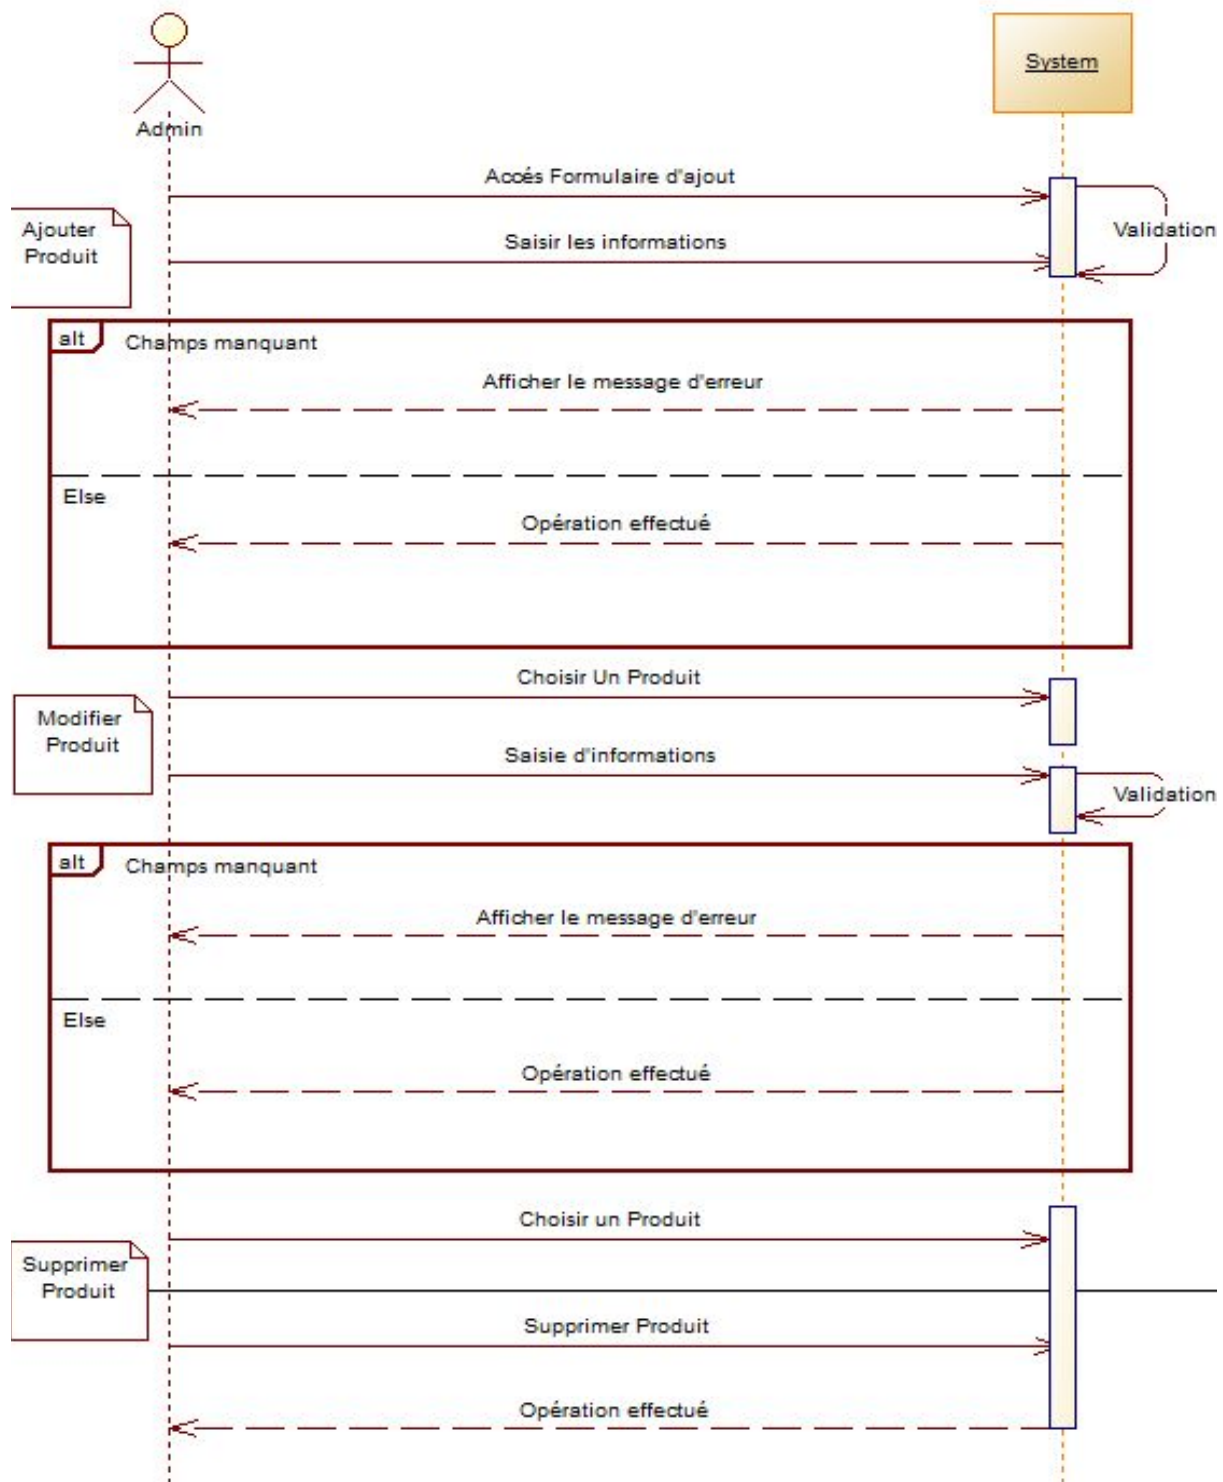 Admin
System
Accés Formulaire d'ajout
Ajouter
Produit
Saisir les informations
Validation
alt
Champs manquant
Afficher le message d'erreur
Else
Opération effectué
Choisir Un Produit
Modifier
Produit
Saisie d'informations
Validation
alt
Champs manquant
Afficher le message d'erreur
Else
Opération effectué
Choisir un Produit
Supprimer
Produit
Supprimer Produit
Opération effectué